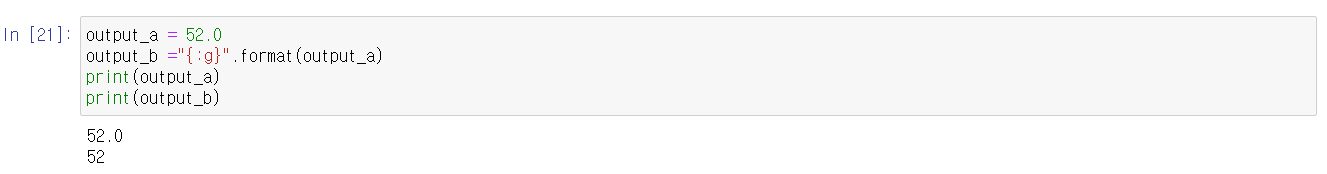 In [21]: output_a = 52.0
output_b ="{:g}".format(output_a)
print(output_a)
print(output_b)
52.0
52